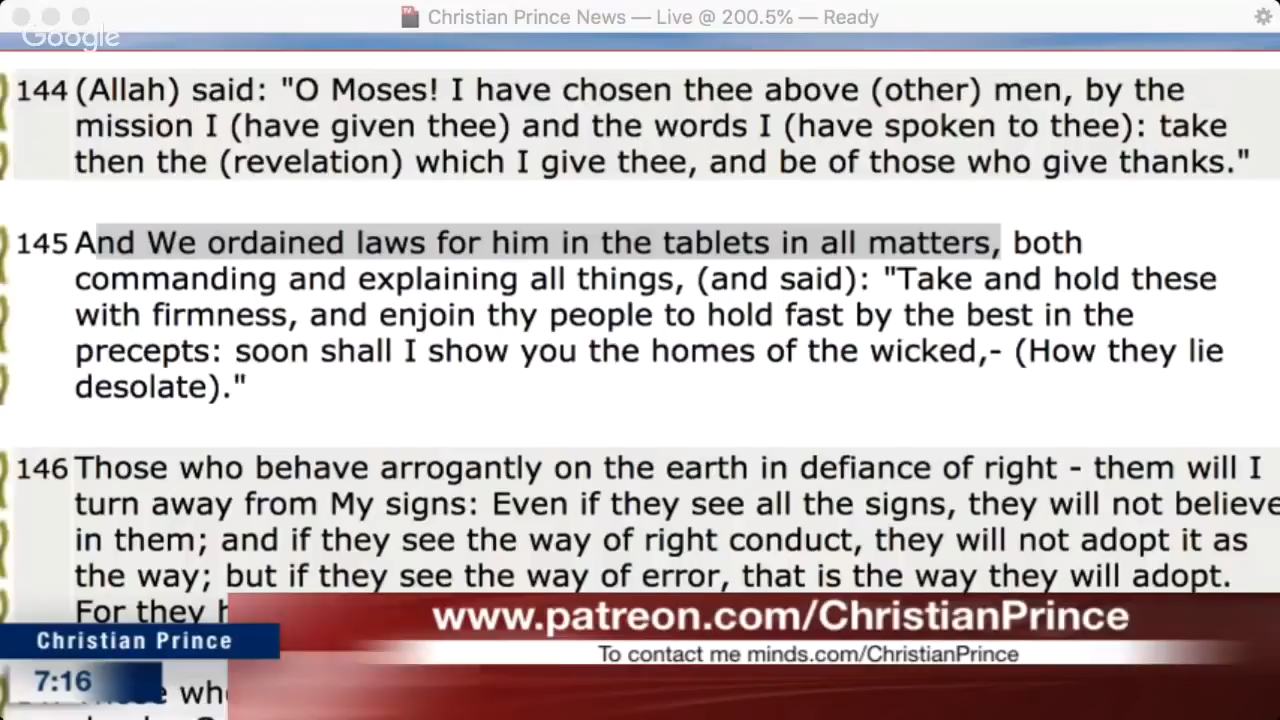 Christian Prince News — Live @ 200.5% — Ready
Google
144 (Allah) said: "O Moses! I have chosen thee above (other) men, by the
mission I (have given thee) and the words I (have spoken to thee): take
then the (revelation) which I give thee, and be of those who give thanks."
145 And We ordained laws for him in the tablets in all matters, both
commanding and explaining all things, (and said): "Take and hold these
with firmness, and enjoin thy people to hold fast by the best in the
precepts: soon shall I show you the homes of the wicked,- (How they lie
desolate)."
146 Those who behave arrogantly on the earth in defiance of right - them will I
turn away from My signs: Even if they see all the signs, they will not believe
in them; and if they see the way of right conduct, they will not adopt it as
the way; but if they see the way of error, that is the way they will adopt.
For they
www.patreon.com/ChristianPrince
Christian Prince
To contact me minds.com/ChristianPrince
7:16